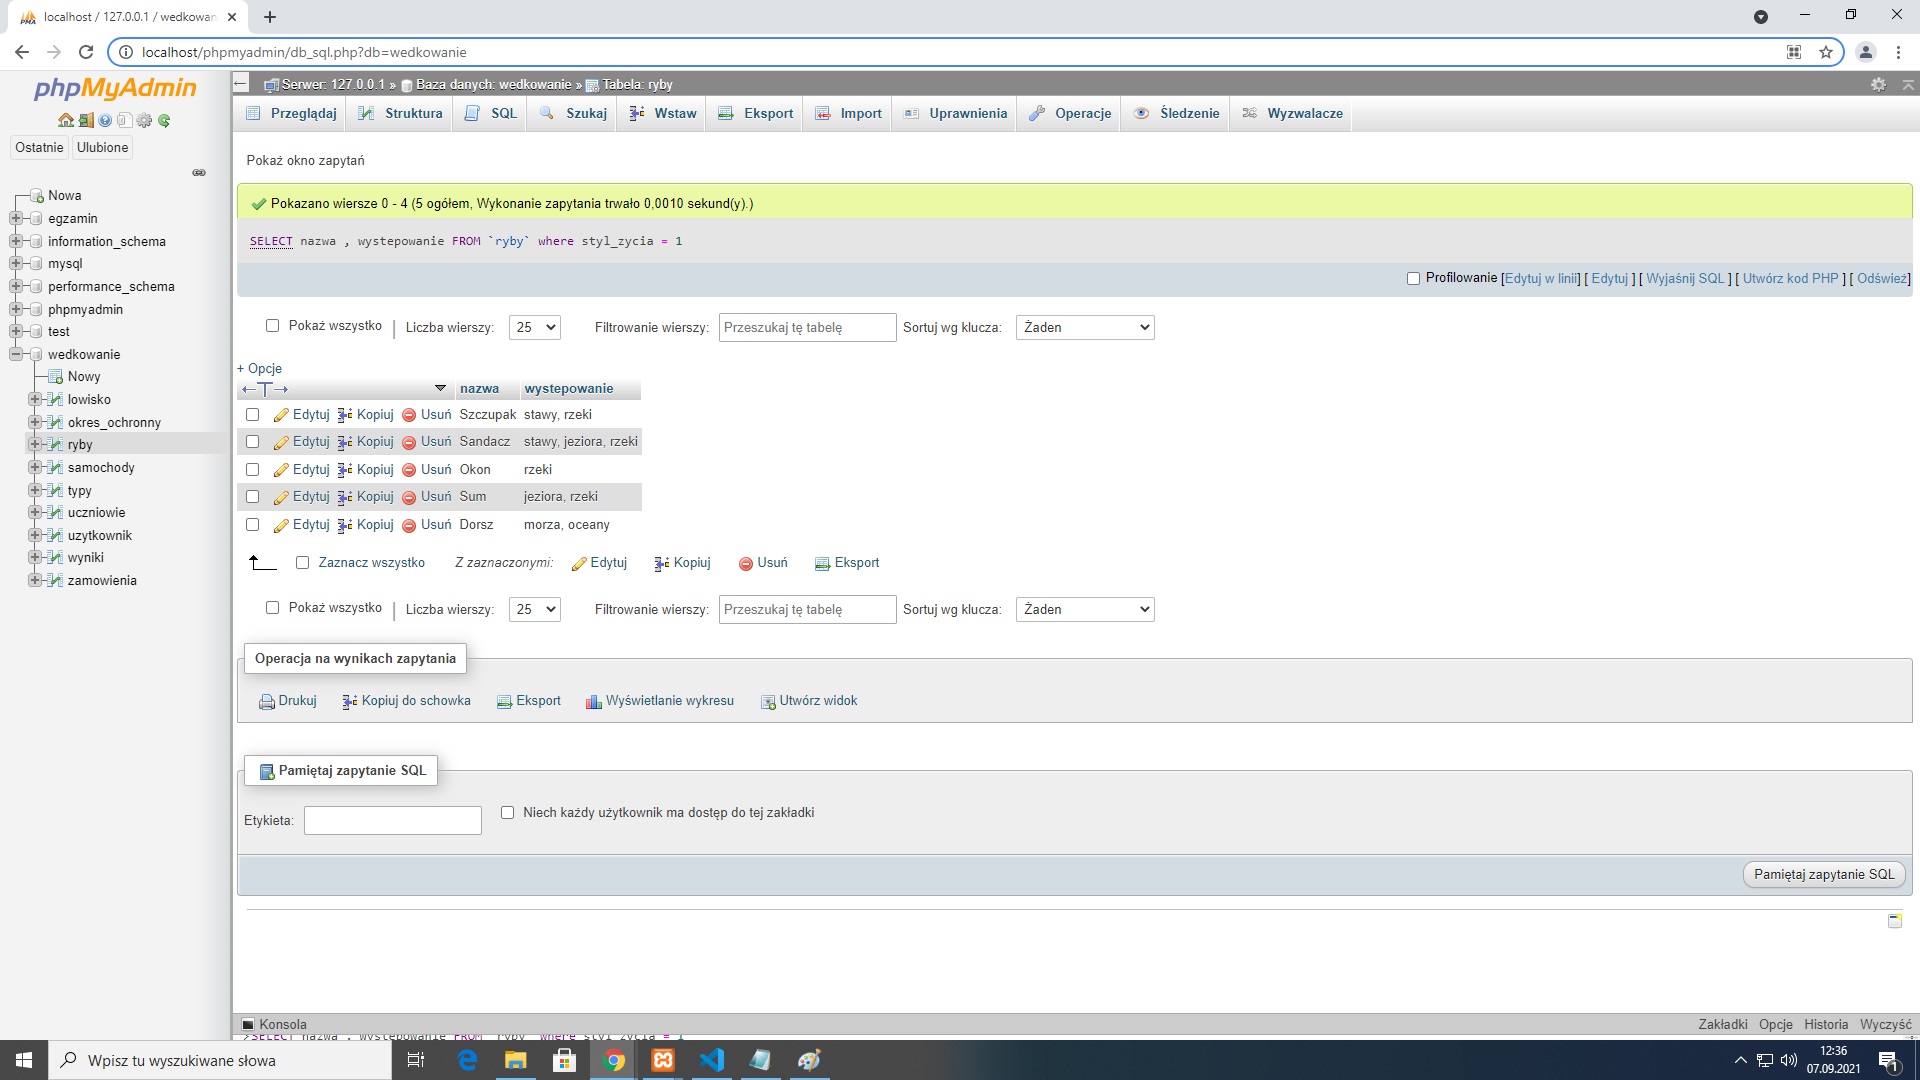 localhost / 127.0.0.1 / wedkowan
localhost/phpmyadmin/db_sql.php?db=wedkowanie
phpMyAdmin
Ostatnie Ulubione
Nowa
egzamin
information_schema
mysql
performance_schema
phpmyadmin
test
wedkowanie
Nowy
lowisko
okres_ochronny
ryby
samochody
typy
uczniowie
uzytkownik
wyniki
zamowienia
Serwer: 127.0.0.1 » Baza danych: wedkowanie » Tabela: ryby
Przeglądaj Struktura SQL Szukaj Wstaw Eksport Import Uprawnienia Operacje Śledzenie Wyzwalacze
Pokaż okno zapytań
Pokazano wiersze 0 - 4 (5 ogółem, Wykonanie zapytania trwało 0,0010 sekund(y).)
SELECT nazwa , wystepowanie FROM `ryby` where styl_zycia = 1
Profilowanie [Edytuj w linii] [ Edytuj ] [ Wyjaśnij SQL ] [ Utwórz kod PHP ] [ Odśwież]
Pokaż wszystko | Liczba wierszy: 25 Filtrowanie wierszy: Przeszukaj tę tabelę Sortuj wg klucza: Żaden
+ Opcje
←T→ nazwa wystepowanie
Edytuj Kopiuj Usuń Szczupak stawy, rzeki
Edytuj Kopiuj Usuń Sandacz stawy, jeziora, rzeki
Edytuj Kopiuj Usuń Okon rzeki
Edytuj Kopiuj Usuń Sum jeziora, rzeki
Edytuj Kopiuj Usuń Dorsz morza, oceany
Zaznacz wszystko Z zaznaczonymi: Edytuj Kopiuj Usuń Eksport
Pokaż wszystko | Liczba wierszy: 25 Filtrowanie wierszy: Przeszukaj tę tabelę Sortuj wg klucza: Żaden
Operacja na wynikach zapytania
Drukuj Kopiuj do schowka Eksport Wyświetlanie wykresu Utwórz widok
Pamiętaj zapytanie SQL
Etykieta: Niech każdy użytkownik ma dostęp do tej zakładki
Pamiętaj zapytanie SQL
Konsola Zakładki Opcje Historia Wyczyść
>SELECT nazwa , wystepowanie FROM `ryby` where styl_zycia = 1
Wpisz tu wyszukiwane słowa
12:36
07.09.2021
1